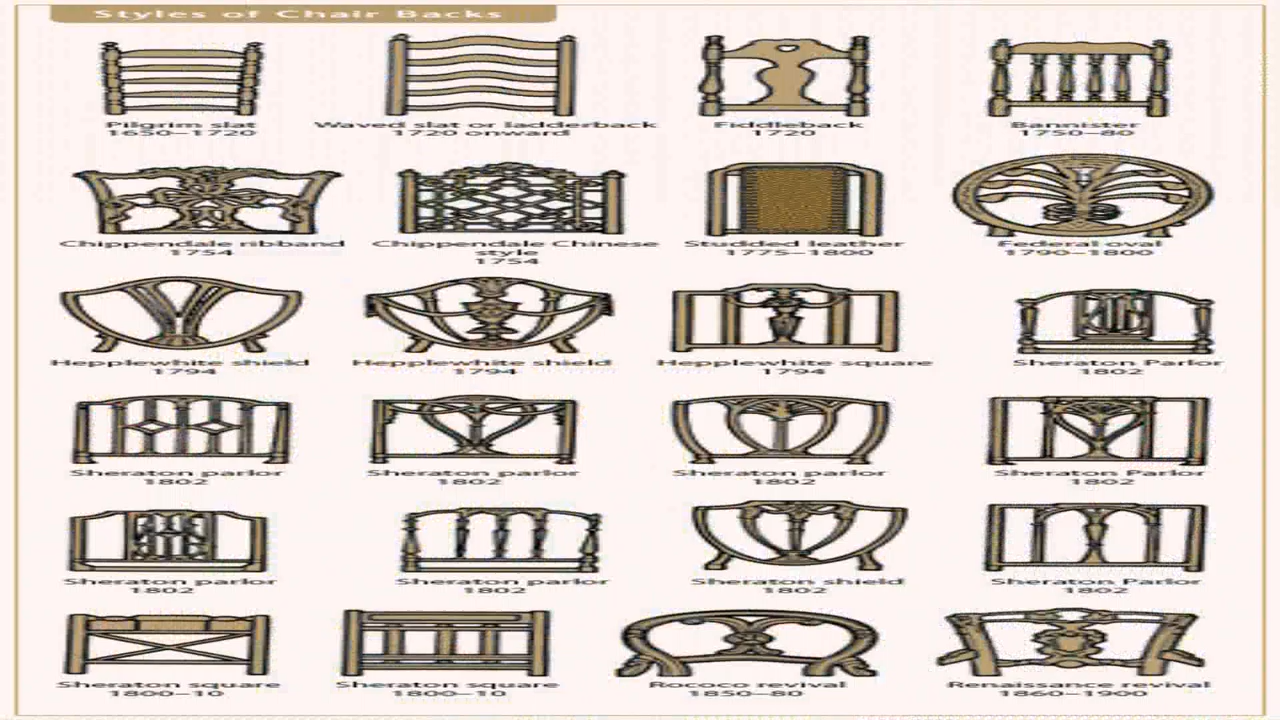 Styles of Chair Backs
Pilgrim slat
1650–1720
Waved slat or ladderback
1720 onward
Fiddleback
1720
Bannister
1750–80
Chippendale ribband
1754
Chippendale Chinese
style
1754
Studded leather
1775–1800
Federal oval
1790–1800
Hepplewhite shield
1794
Hepplewhite shield
1794
Hepplewhite square
1794
Sheraton Parlor
1802
Sheraton parlor
1802
Sheraton parlor
1802
Sheraton parlor
1802
Sheraton Parlor
1802
Sheraton parlor
1802
Sheraton parlor
1802
Sheraton shield
1802
Sheraton Parlor
1802
Sheraton square
1800–10
Sheraton square
1800–10
Rococo revival
1850–80
Renaissance revival
1860–1900